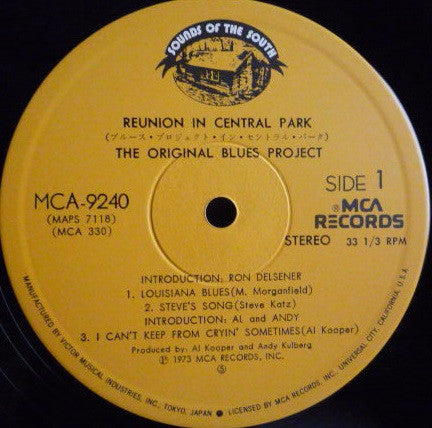 SOUNDS OF THE SOUTH
REUNION IN CENTRAL PARK
(ブルース・プロジェクト・イン・セントラル・パーク)
THE ORIGINAL BLUES PROJECT
MCA-9240
(MAPS 7118)
(MCA 330)
SIDE 1
MCA RECORDS
STEREO 33 1/3 RPM
INTRODUCTION: RON DELSENER
1. LOUISIANA BLUES(M. Morganfield)
2. STEVE'S SONG(Steve Katz)
INTRODUCTION: Al and ANDY
3. I CAN'T KEEP FROM CRYIN' SOMETIMES(Al Kooper)
Produced by: Al Kooper and Andy Kulberg
Ⓟ 1973 MCA RECORDS, INC.
Ⓢ
MANUFACTURED BY VICTOR MUSICAL INDUSTRIES, INC., TOKYO, JAPAN ● LICENSED BY MCA RECORDS, INC., UNIVERSAL CITY, CALIFORNIA, U.S.A.